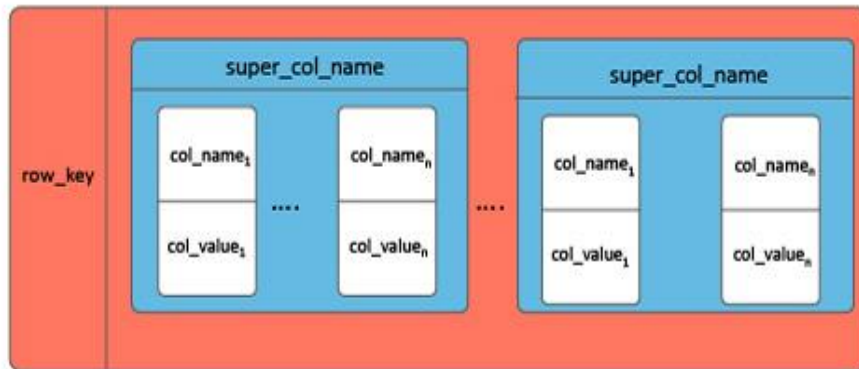 super_col_name
super_col_name
col_name₁
col_nameₙ
col_name₁
col_nameₙ
row_key
....
....
col_value₁
col_valueₙ
col_value₁
col_valueₙ